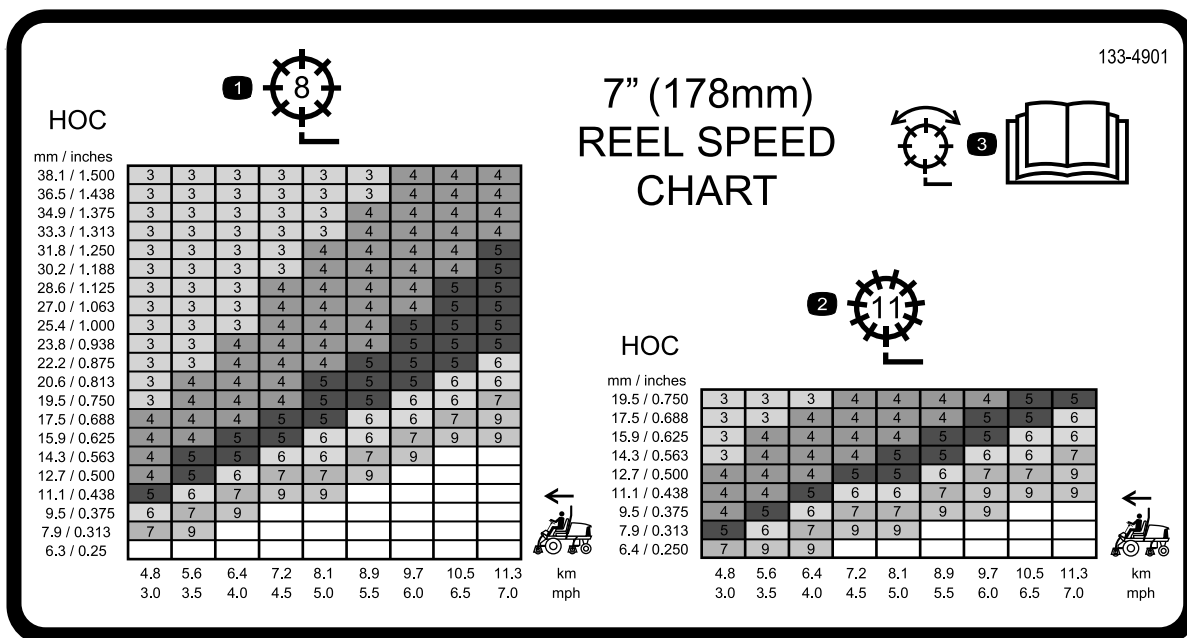 133-4901
7” (178mm)
REEL SPEED
CHART
1
8
3
HOC
mm / inches
38.1 / 1.500 3 3 3 3 3 3 4 4 4
36.5 / 1.438 3 3 3 3 3 3 4 4 4
34.9 / 1.375 3 3 3 3 3 4 4 4 4
33.3 / 1.313 3 3 3 3 3 4 4 4 4
31.8 / 1.250 3 3 3 3 4 4 4 4 5
30.2 / 1.188 3 3 3 3 4 4 4 4 5
28.6 / 1.125 3 3 3 4 4 4 4 5 5
27.0 / 1.063 3 3 3 4 4 4 4 5 5
25.4 / 1.000 3 3 3 4 4 4 5 5 5
23.8 / 0.938 3 3 4 4 4 4 5 5 5
22.2 / 0.875 3 3 4 4 4 5 5 5 6
20.6 / 0.813 3 4 4 4 5 5 5 6 6
19.5 / 0.750 3 4 4 4 5 5 6 6 7
17.5 / 0.688 4 4 4 5 5 6 6 7 9
15.9 / 0.625 4 4 5 5 6 6 7 9 9
14.3 / 0.563 4 5 5 6 6 7 9
12.7 / 0.500 4 5 6 7 7 9
11.1 / 0.438 5 6 7 9 9
9.5 / 0.375 6 7 9
7.9 / 0.313 7 9
6.3 / 0.25
4.8 5.6 6.4 7.2 8.1 8.9 9.7 10.5 11.3 km
3.0 3.5 4.0 4.5 5.0 5.5 6.0 6.5 7.0 mph
2
11
HOC
mm / inches
19.5 / 0.750 3 3 3 4 4 4 4 5 5
17.5 / 0.688 3 3 4 4 4 4 5 5 6
15.9 / 0.625 3 4 4 4 4 5 5 6 6
14.3 / 0.563 3 4 4 4 5 5 6 6 7
12.7 / 0.500 4 4 4 5 5 6 7 7 9
11.1 / 0.438 4 4 5 6 6 7 9 9 9
9.5 / 0.375 4 5 6 7 7 9 9
7.9 / 0.313 5 6 7 9 9
6.4 / 0.250 7 9 9
4.8 5.6 6.4 7.2 8.1 8.9 9.7 10.5 11.3 km
3.0 3.5 4.0 4.5 5.0 5.5 6.0 6.5 7.0 mph